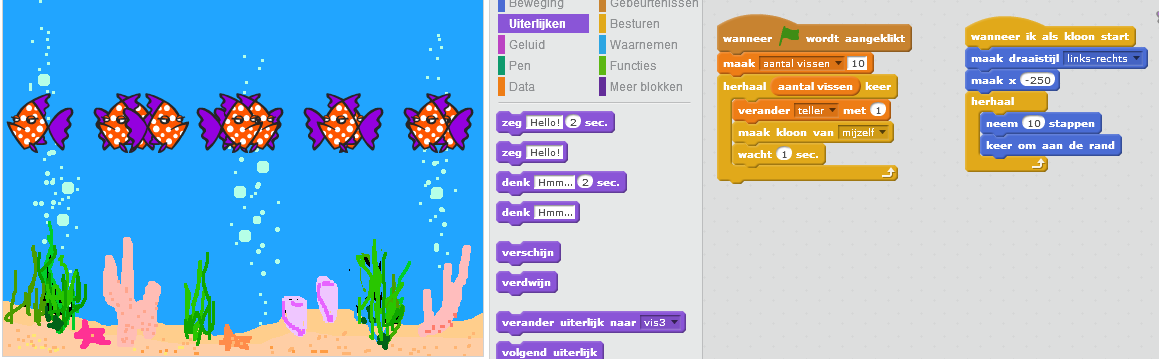 Beweging Gebeurtenissen
Uiterlijken Besturen
Geluid Waarnemen
Pen Functies
Data Meer blokken
zeg Hello! 2 sec.
zeg Hello!
denk Hmm... 2 sec.
denk Hmm...
verschijn
verdwijn
verander uiterlijk naar vis3
volgend uiterlijk
wanneer wordt aangeklikt
maak aantal vissen 10
herhaal aantal vissen keer
verander teller met 1
maak kloon van mijzelf
wacht 1 sec.
wanneer ik als kloon start
maak draaistijl links-rechts
maak x -250
herhaal
neem 10 stappen
keer om aan de rand